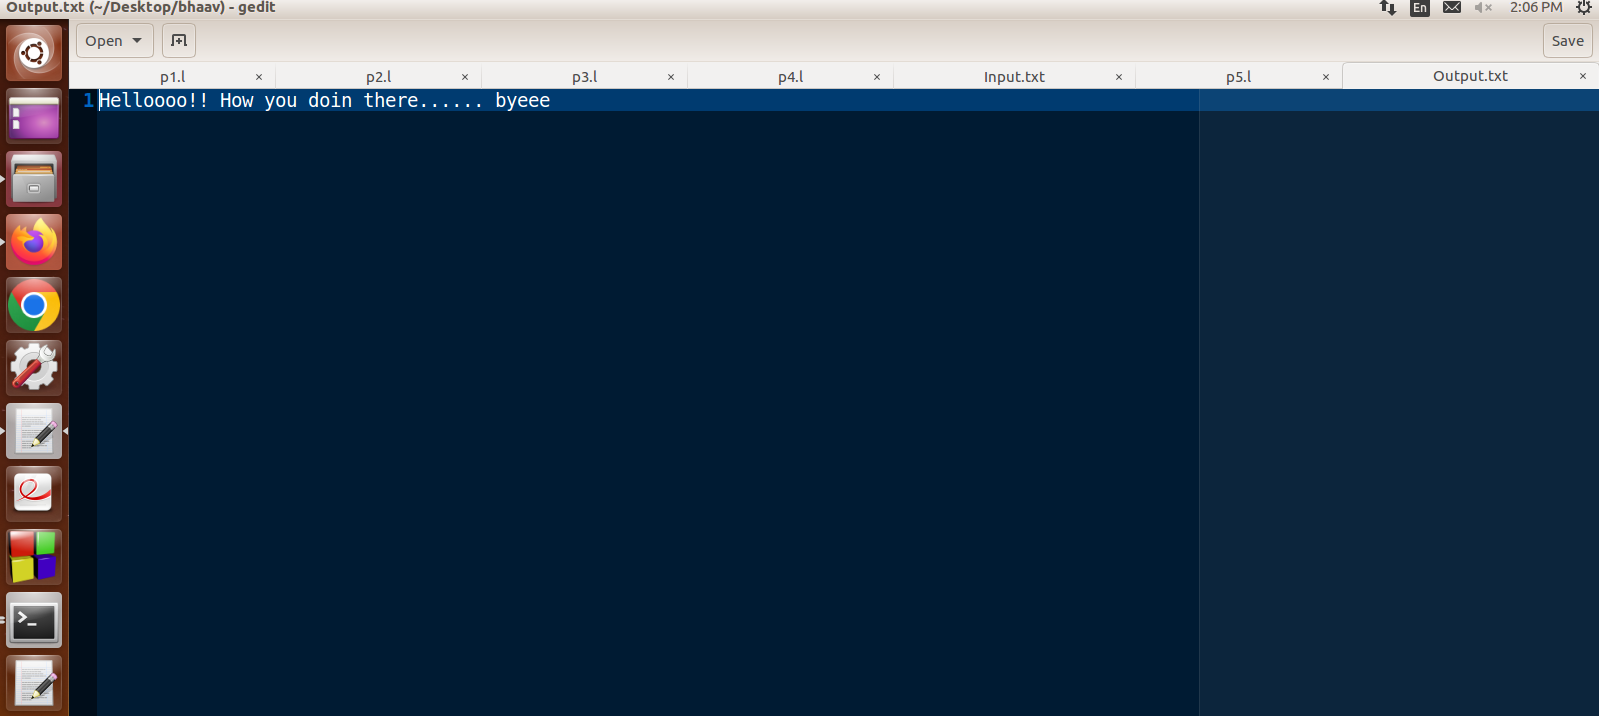 Output.txt (~/Desktop/bhaav) - gedit
En
2:06 PM
Open
Save
p1.l
p2.l
p3.l
p4.l
Input.txt
p5.l
Output.txt
1
Helloooo!! How you doin there...... byeee